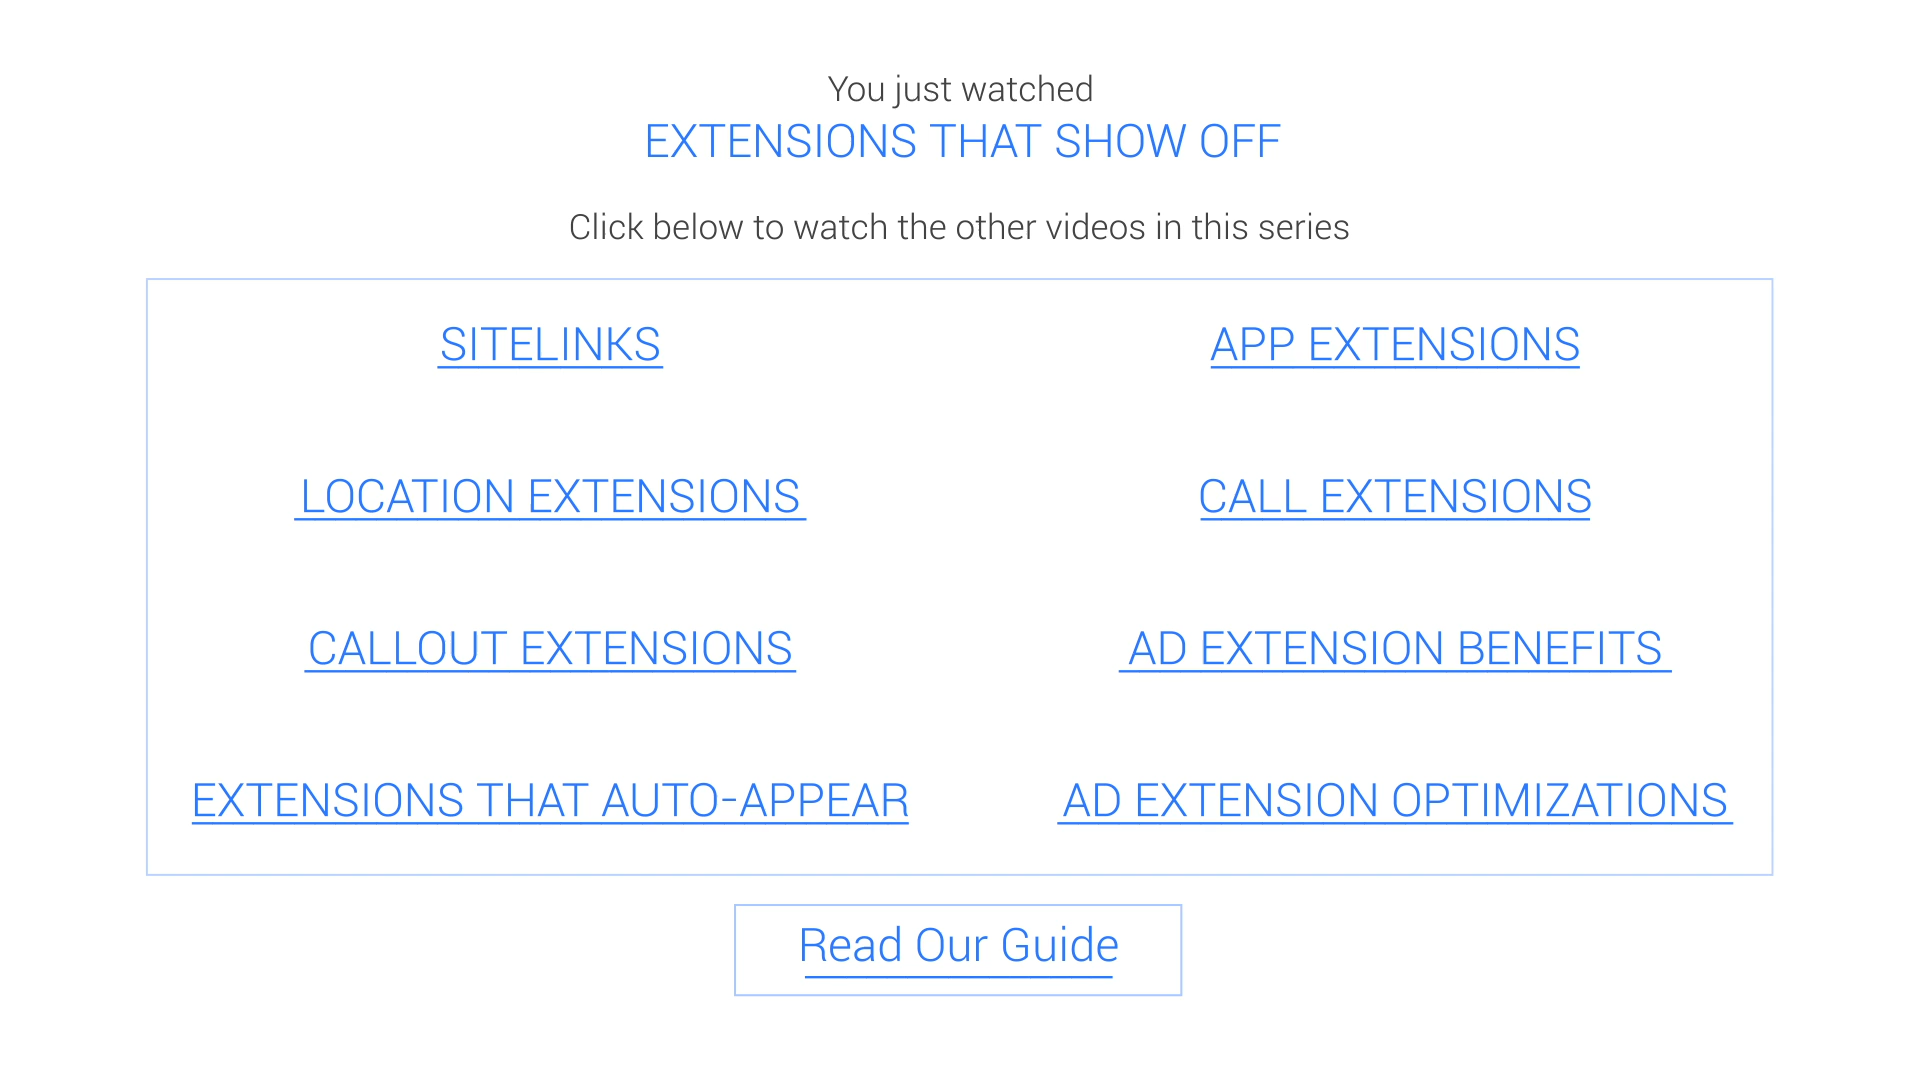 You just watched
EXTENSIONS THAT SHOW OFF
Click below to watch the other videos in this series
SITELINKS
APP EXTENSIONS
LOCATION EXTENSIONS
CALL EXTENSIONS
CALLOUT EXTENSIONS
AD EXTENSION BENEFITS
EXTENSIONS THAT AUTO-APPEAR
AD EXTENSION OPTIMIZATIONS
Read Our Guide